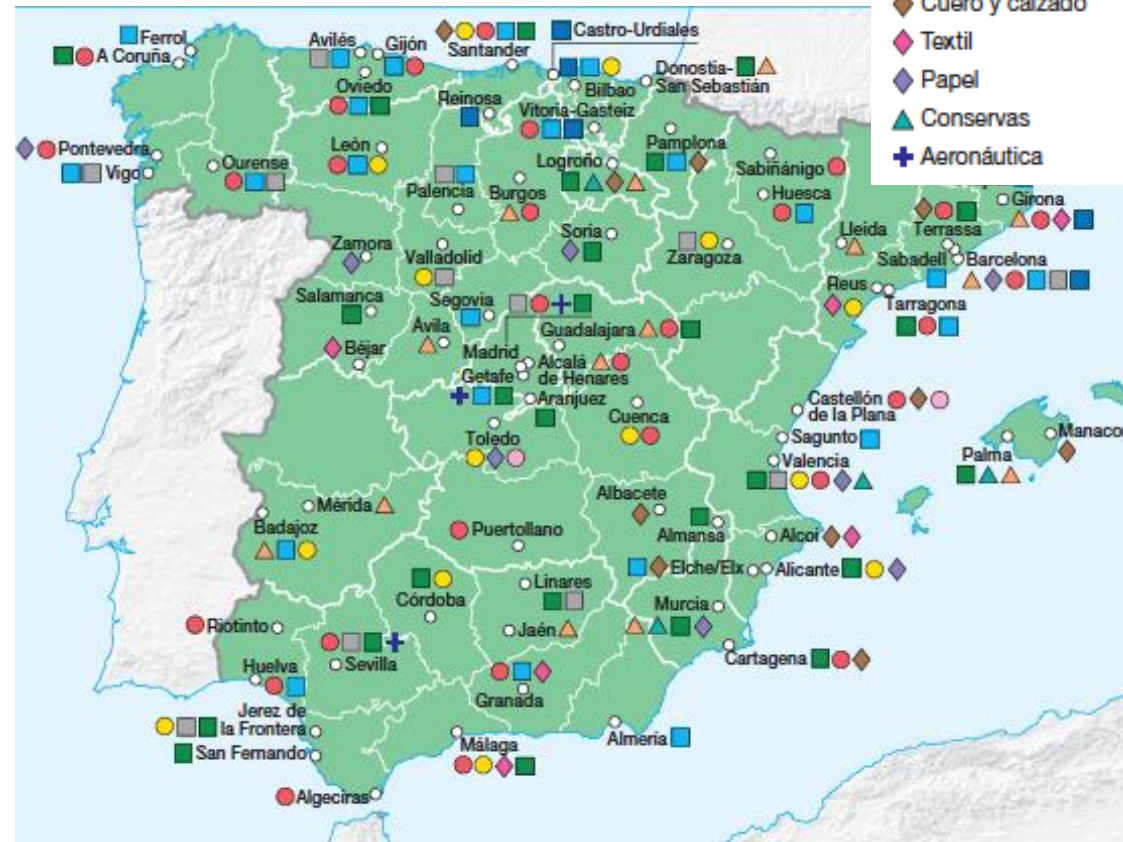 Cuero y calzado
Textil
Papel
Conservas
Aeronáutica
Ferrol
A Coruña
Avilés
Gijón
Santander
Castro-Urdiales
Oviedo
Reinosa
Bilbao
Donostia-
San Sebastián
Vitoria-Gasteiz
Pontevedra
Vigo
Ourense
León
Palencia
Burgos
Logroño
Pamplona
Sabiñánigo
Huesca
Girona
Zamora
Valladolid
Soria
Zaragoza
Lleida
Terrassa
Sabadell
Barcelona
Reus
Tarragona
Salamanca
Segovia
Ávila
Béjar
Guadalajara
Madrid
Alcalá
de Henares
Getafe
Aranjuez
Cuenca
Toledo
Castellón
de la Plana
Sagunto
Valencia
Palma
Manaco
Mérida
Badajoz
Puertollano
Albacete
Almansa
Alcoi
Elche/Elx
Alicante
Córdoba
Linares
Jaén
Murcia
Cartagena
Riotinto
Sevilla
Huelva
Granada
Jerez de
la Frontera
San Fernando
Málaga
Almería
Algeciras